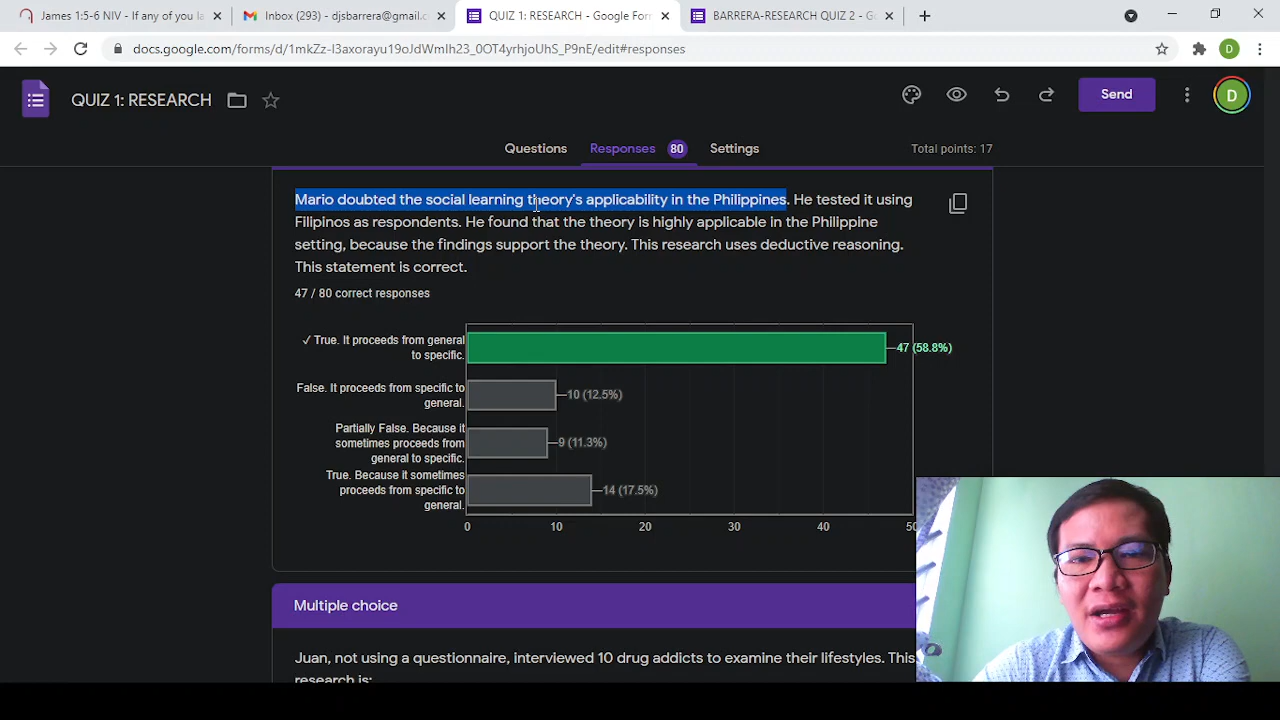 James 1:5-6 NIV - If any of you la
Inbox (293) - djsbarrera@gmail.c
QUIZ 1: RESEARCH - Google Form
BARRERA-RESEARCH QUIZ 2 - Go
docs.google.com/forms/d/1mkZz-I3axorayu19oJdWmIh23_0OT4yrhjoUhS_P9nE/edit#responses
D
QUIZ 1: RESEARCH
Send
D
Questions
Responses 80
Settings
Total points: 17
Mario doubted the social learning theory's applicability in the Philippines. He tested it using
Filipinos as respondents. He found that the theory is highly applicable in the Philippine
setting, because the findings support the theory. This research uses deductive reasoning.
This statement is correct.
47 / 80 correct responses
✓ True. It proceeds from general
to specific.
47 (58.8%)
False. It proceeds from specific to
general.
10 (12.5%)
Partially False. Because it
sometimes proceeds from
general to specific.
9 (11.3%)
True. Because it sometimes
proceeds from specific to
general.
14 (17.5%)
0 10 20 30 40 50
Multiple choice
Juan, not using a questionnaire, interviewed 10 drug addicts to examine their lifestyles. This
research is: